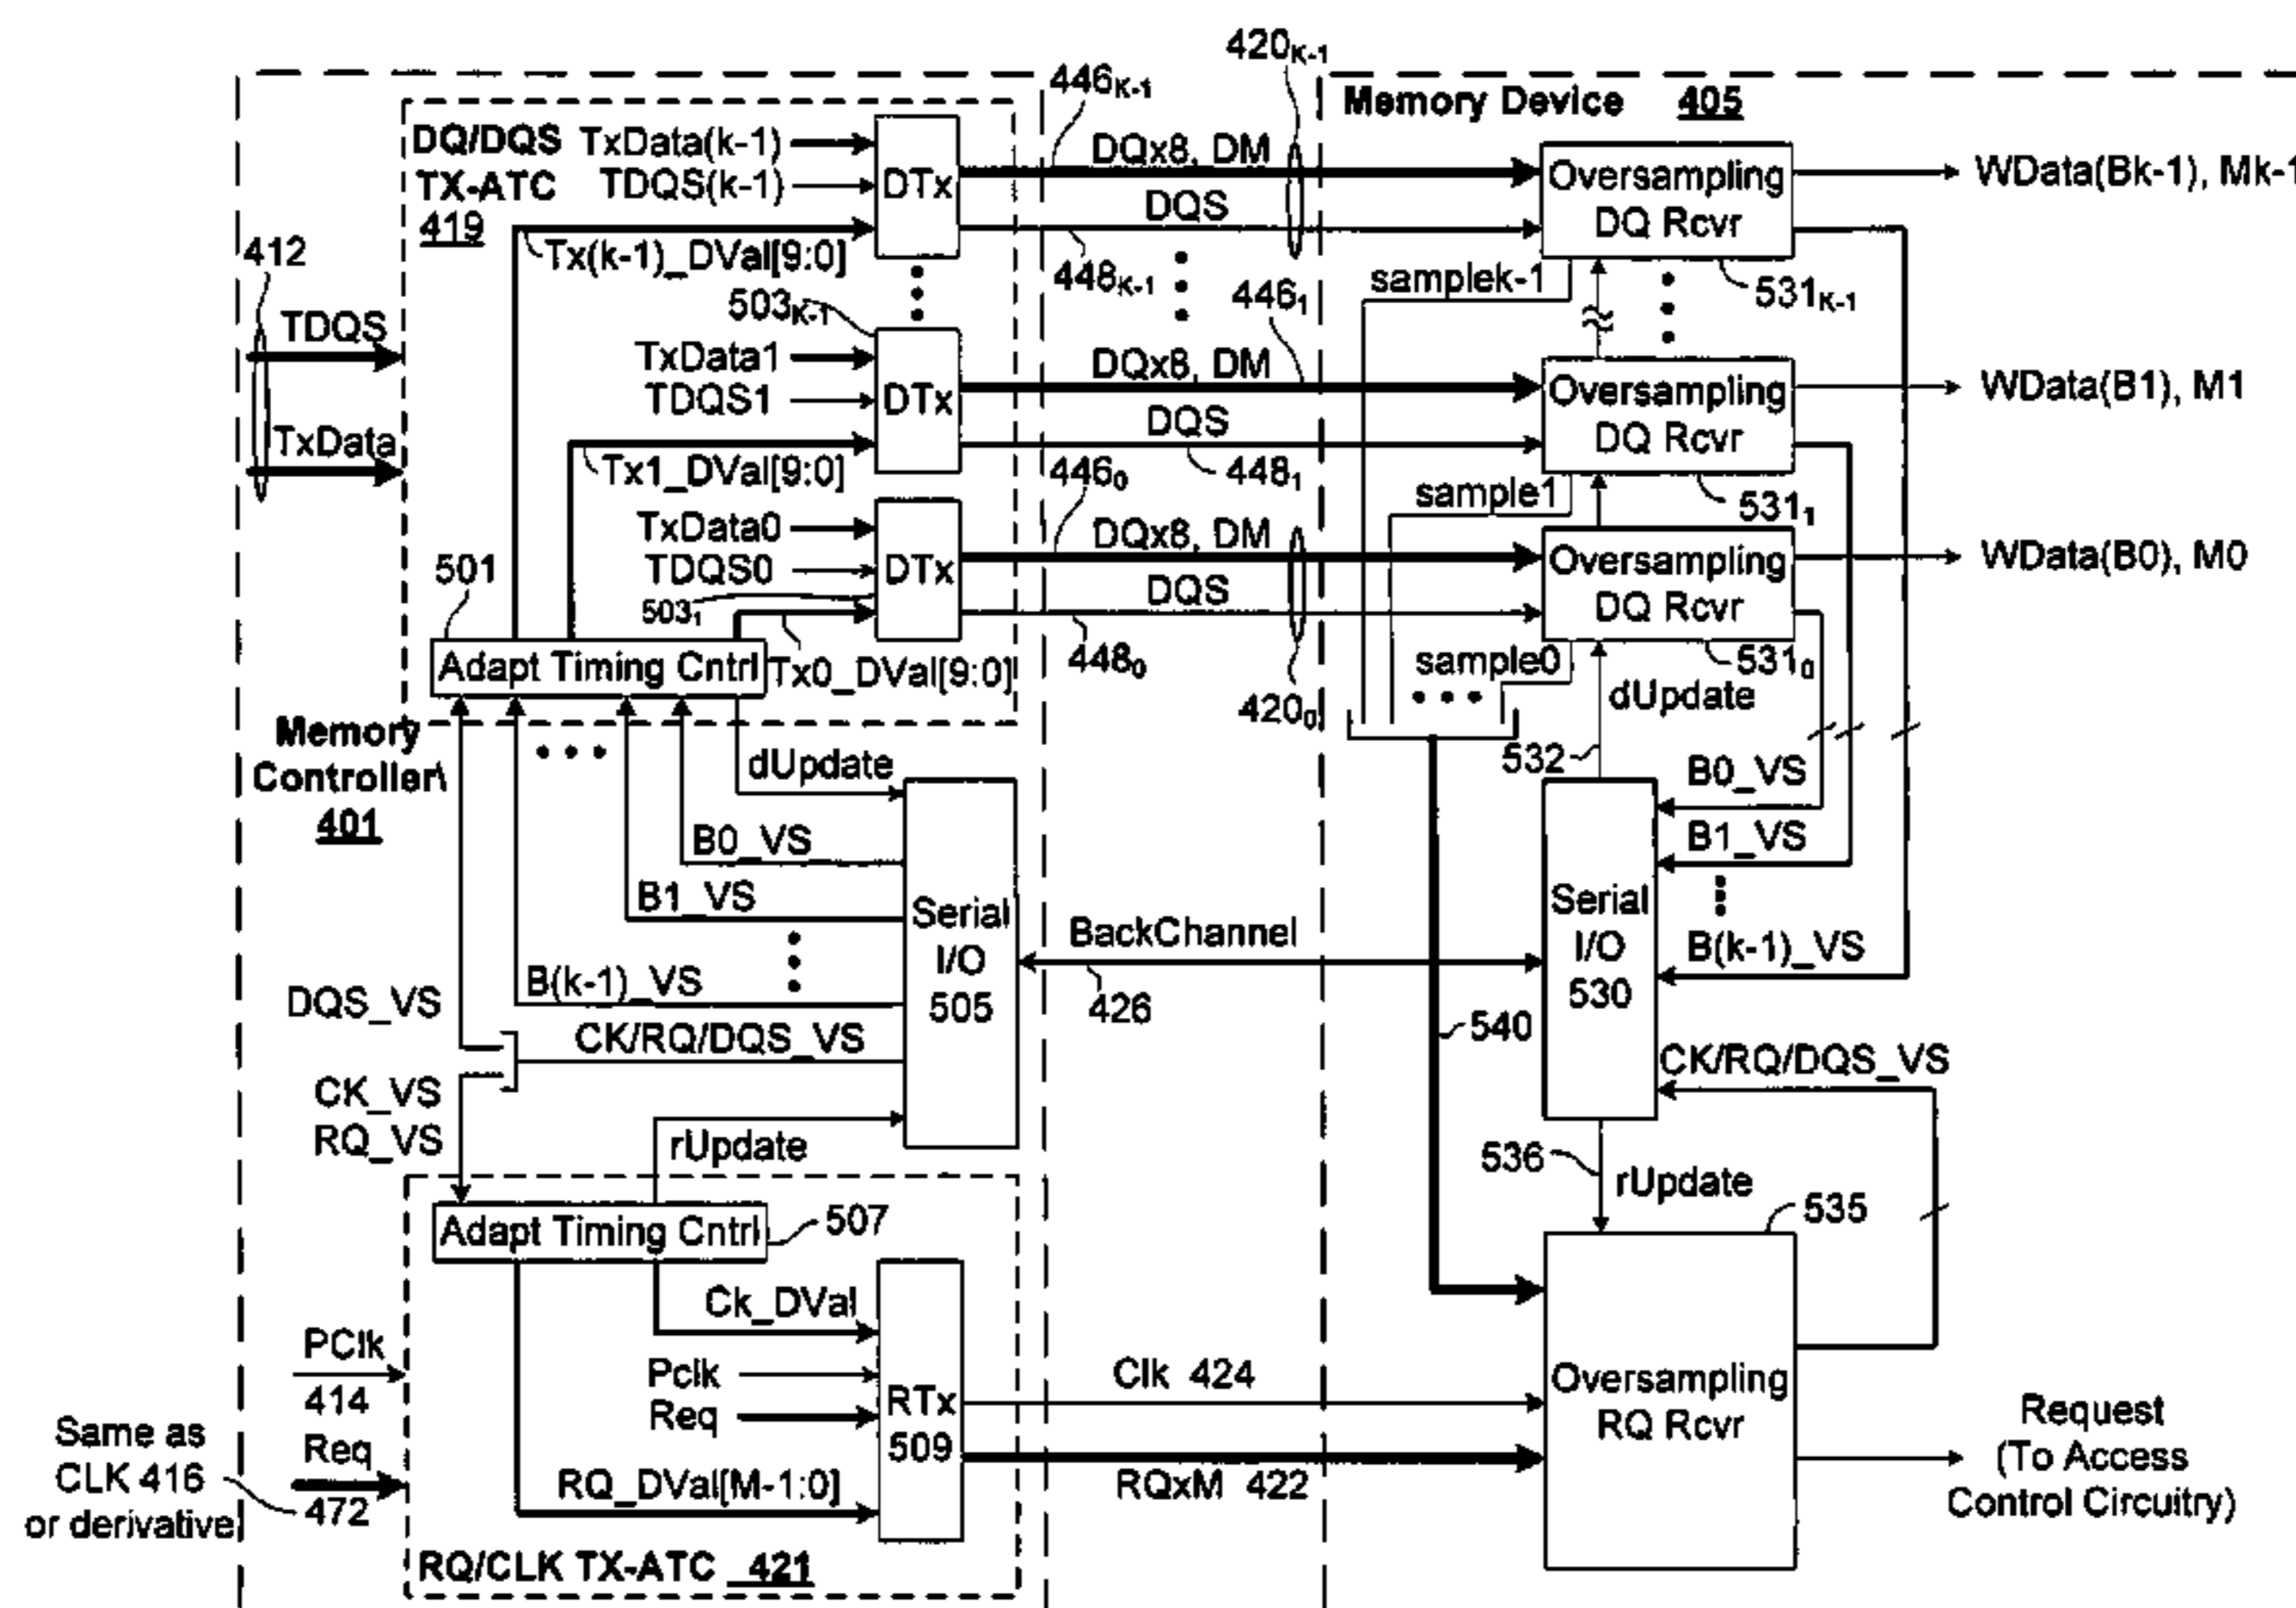 420K-1
446K-1
Memory Device 405
DQ/DQS
TX-ATC
419
TxData(k-1)
TDQS(k-1)
DTx
DQx8, DM
DQS
Oversampling
DQ Rcvr
WData(Bk-1), Mk-1
Tx(k-1)_DVal[9:0]
448K-1
samplek-1
531K-1
412
TDQS
TxData
503K-1
4461
TxData1
TDQS1
DTx
DQx8, DM
DQS
Oversampling
DQ Rcvr
WData(B1), M1
Tx1_DVal[9:0]
4460
4481
sample1
5311
TxData0
TDQS0
DTx
DQx8, DM
DQS
Oversampling
DQ Rcvr
WData(B0), M0
501
5031
Adapt Timing Cntrl
Tx0_DVal[9:0]
4480
4200
sample0
5310
dUpdate
532
Memory
Controller\
401
dUpdate
B0_VS
B1_VS
B(k-1)_VS
Serial
I/O
505
BackChannel
426
Serial
I/O
530
B0_VS
B1_VS
B(k-1)_VS
540
DQS_VS
CK/RQ/DQS_VS
CK_VS
RQ_VS
rUpdate
CK/RQ/DQS_VS
536
rUpdate
535
Adapt Timing Cntrl
507
Ck_DVal
PClk
414
Req
472
Same as
CLK 416
or derivative
Pclk
Req
RTx
509
RQ_DVal[M-1:0]
Clk 424
RQxM 422
Oversampling
RQ Rcvr
Request
(To Access
Control Circuitry)
RQ/CLK TX-ATC 421